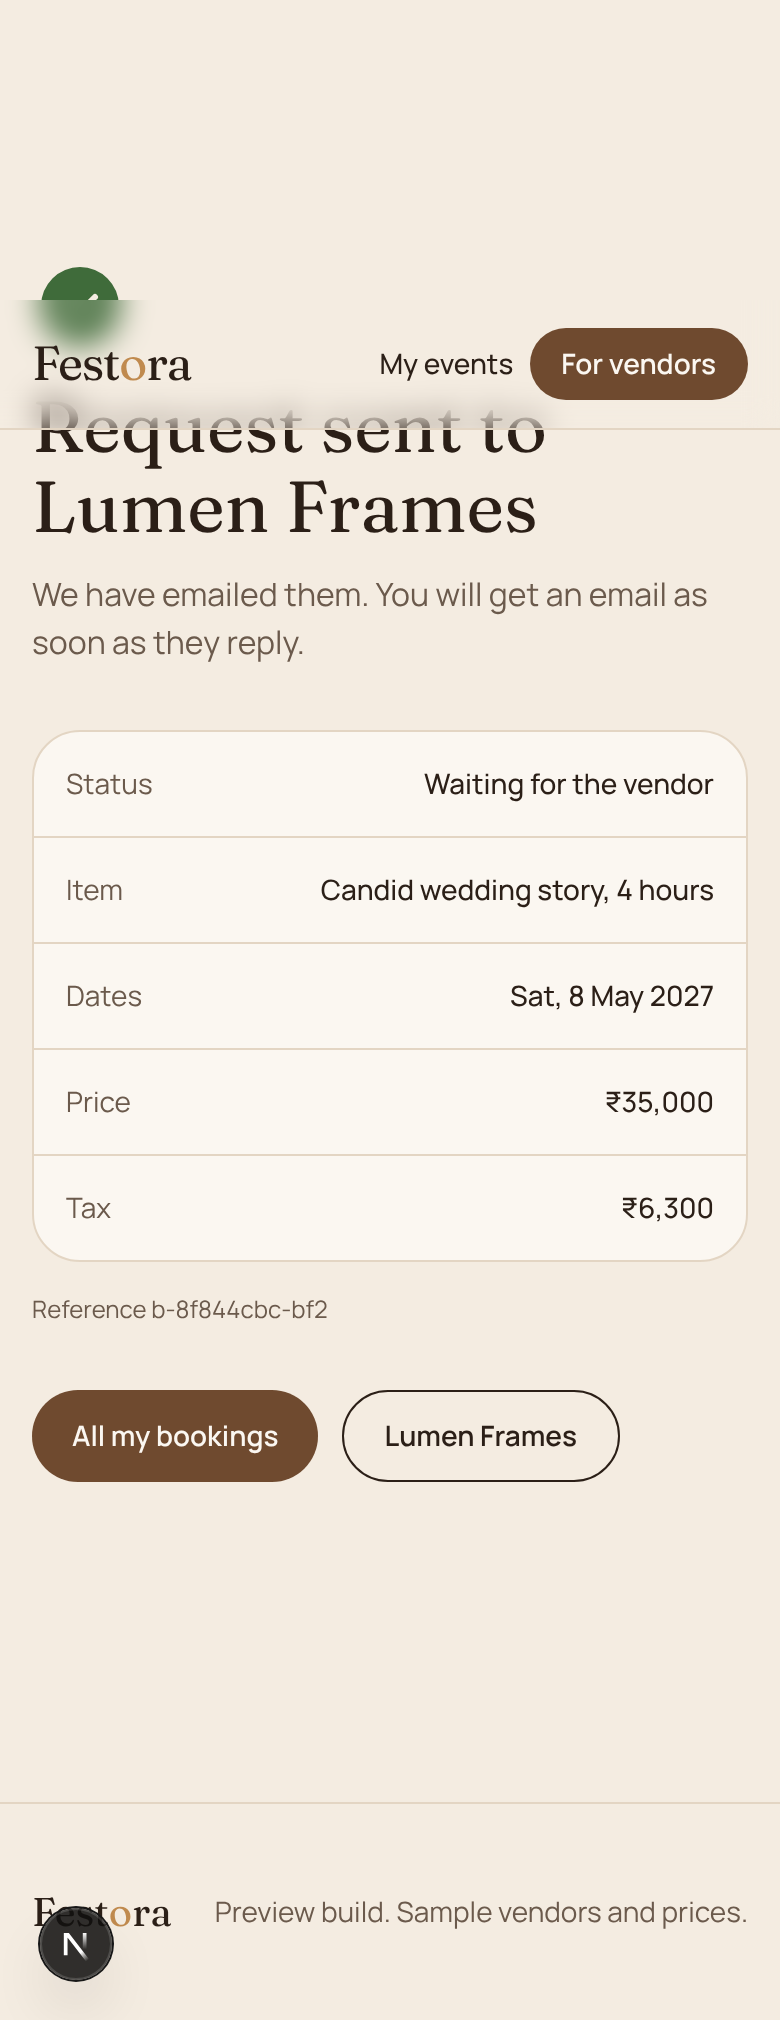 Festora
My events
For vendors
Request sent to
Lumen Frames
We have emailed them. You will get an email as
soon as they reply.
Status Waiting for the vendor
Item Candid wedding story, 4 hours
Dates Sat, 8 May 2027
Price ₹35,000
Tax ₹6,300
Reference b-8f844cbc-bf2
All my bookings
Lumen Frames
Festora
Preview build. Sample vendors and prices.
N